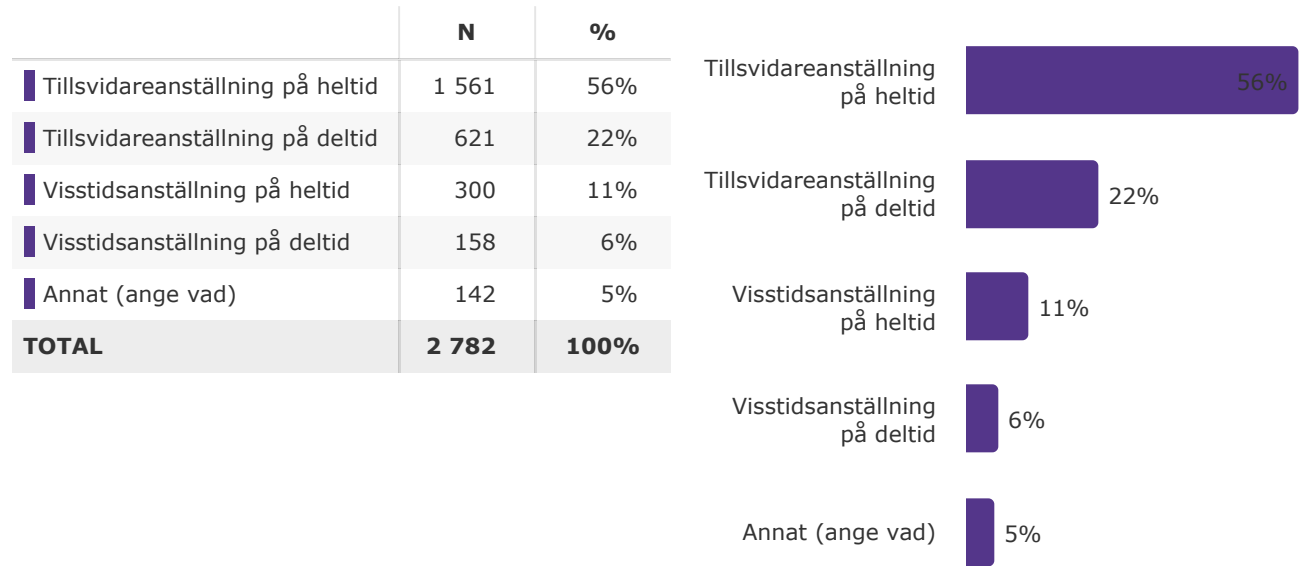 N %
Tillsvidareanställning på heltid 1 561 56%
Tillsvidareanställning på deltid 621 22%
Visstidsanställning på heltid 300 11%
Visstidsanställning på deltid 158 6%
Annat (ange vad) 142 5%
TOTAL 2 782 100%
Tillsvidareanställning
på heltid
56%
Tillsvidareanställning
på deltid
22%
Visstidsanställning
på heltid
11%
Visstidsanställning
på deltid
6%
Annat (ange vad)
5%